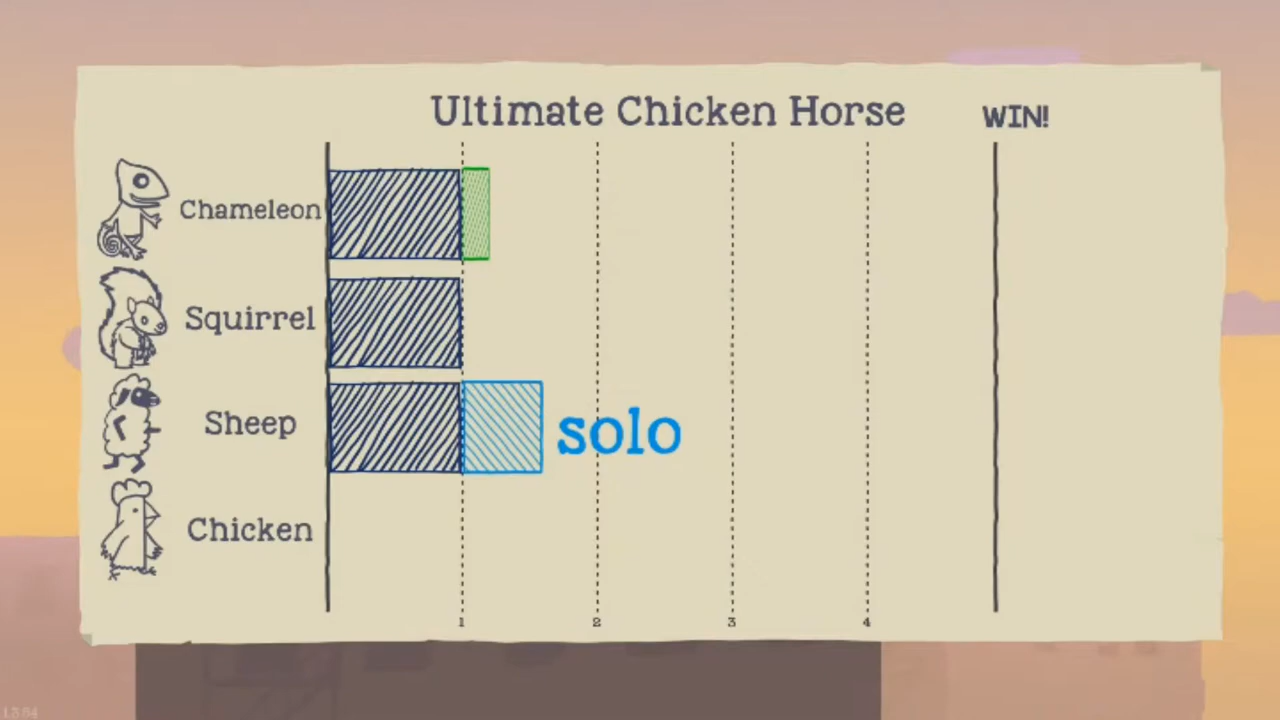 Ultimate Chicken Horse
WIN!
Chameleon
Squirrel
Sheep
solo
Chicken
1 2 3 4